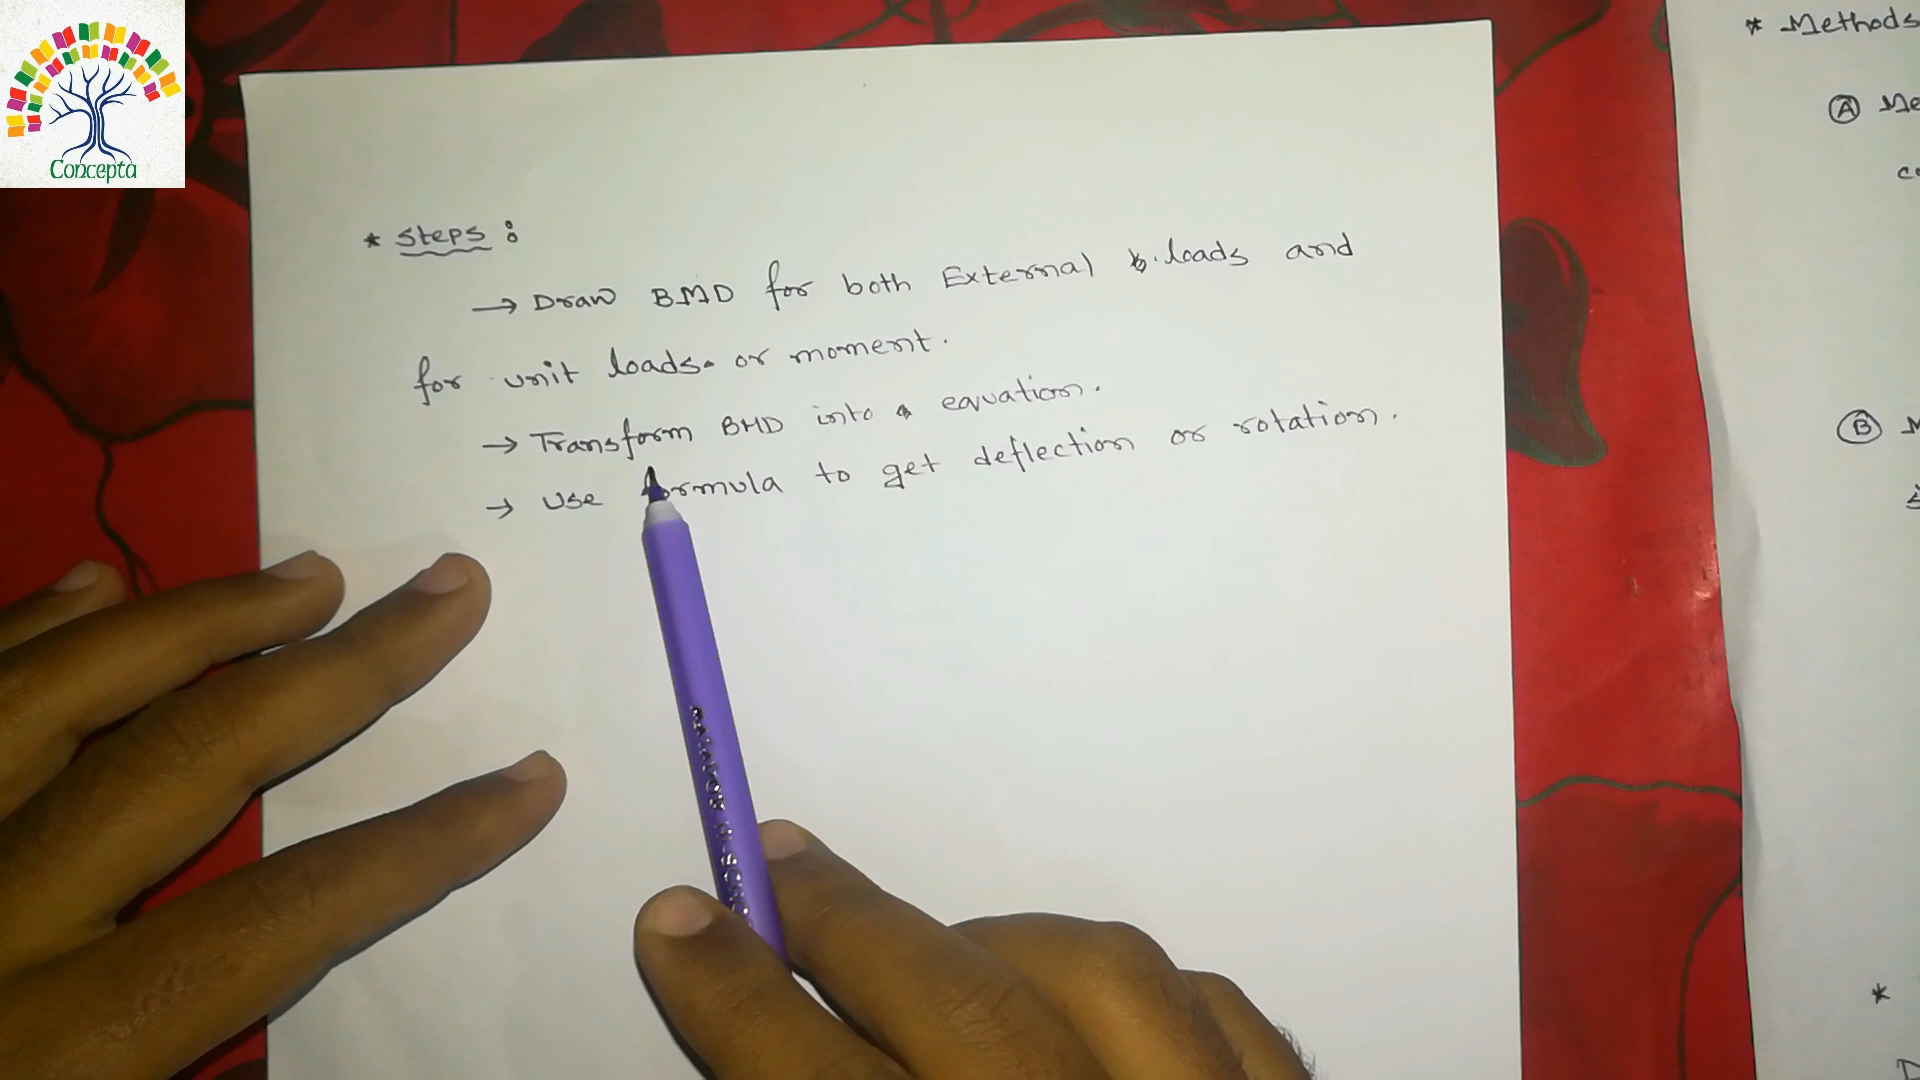 Concepta
* Steps :
→ Draw BMD for both External loads and
for unit loads. or moment.
→ Transform BMD into equation.
→ Use formula to get deflection or rotation.
* Methods
(A) Me
(B) M
*